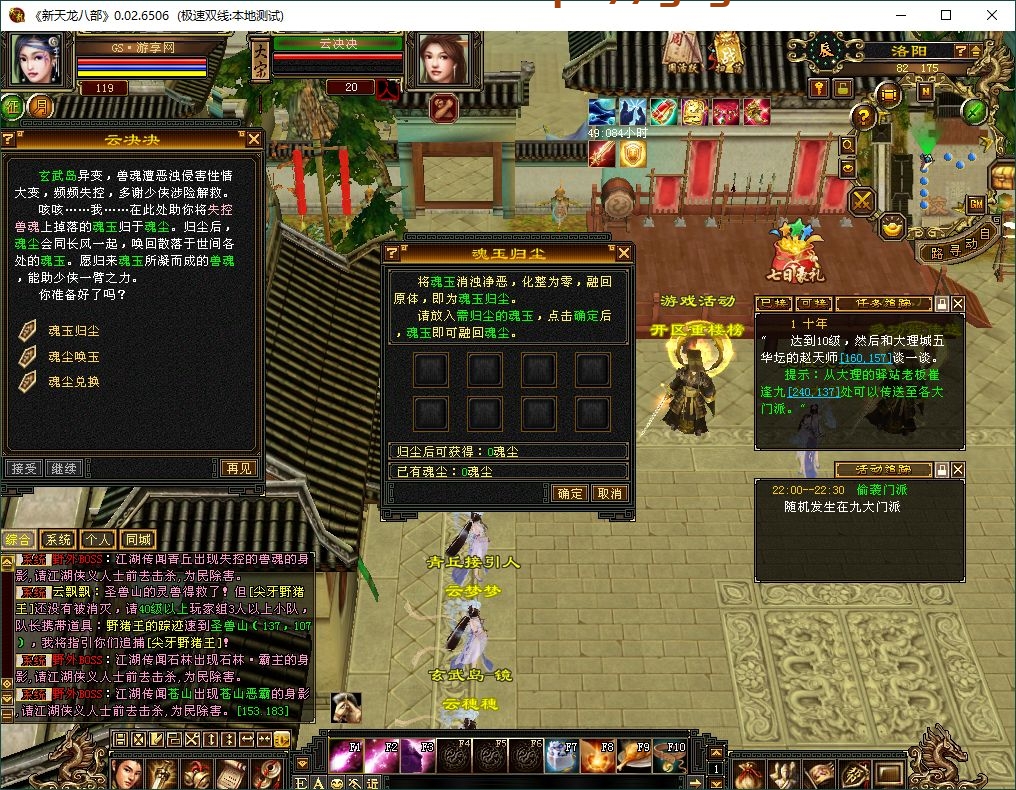 《新天龙八部》0.02.6506 (极速双线:本地测试)
GS·游享网
119
大宗
云决决
20
周活跃
洛阳
82 175
征
月
49:084小时
云决决
玄武岛异变，兽魂遭恶浊侵害性情
大变，频频失控，多谢少侠涉险解救。
咳咳……我……在此处助你将失控
兽魂上掉落的魂玉归于魂尘。归尘后，
魂尘会同长风一起，唤回散落于世间各
处的魂玉。愿归来魂玉所凝而成的兽魂
，能助少侠一臂之力。
你准备好了吗？
魂玉归尘
魂尘唤玉
魂尘兑换
接受
继续
再见
魂玉归尘
将魂玉消浊净恶，化整为零，融回
原体，即为魂玉归尘。
请放入需归尘的魂玉，点击确定后
，魂玉即可融回魂尘。
归尘后可获得：0魂尘
已有魂尘：0魂尘
确定
取消
GM
自动寻路
七日豪礼
游戏活动
开区重楼榜
已接
可接
任务追踪
1 十年
“ 达到10级，然后和大理城五
华坛的赵天师[160,157]谈一谈。
提示：从大理的驿站老板崔
逢九[240,137]处可以传送至各大
门派。”
活动追踪
22:00--22:30 偷袭门派
随机发生在九大门派
综合
系统
个人
同城
系统 野外BOSS：江湖传闻青丘出现失控的兽魂的身
影,请江湖侠义人士前去击杀,为民除害。
系统 云飘飘：圣兽山的灵兽得救了！但[尖牙野猪
王]还没有被消灭，请40级以上玩家组3人以上小队，
队长携带道具：野猪王的踪迹速到圣兽山（137，107
），我将指引你们追捕[尖牙野猪王]！
系统 野外BOSS：江湖传闻石林出现石林·霸主的身
影,请江湖侠义人士前去击杀,为民除害。
系统 野外BOSS：江湖传闻苍山出现苍山恶霸的身影
,请江湖侠义人士前去击杀,为民除害。[153.183]
青丘接引人
云梦梦
玄武岛-镜
云穗穗
F1 F2 F3 F4 F5 F6 F7 F8 F9 F10
1